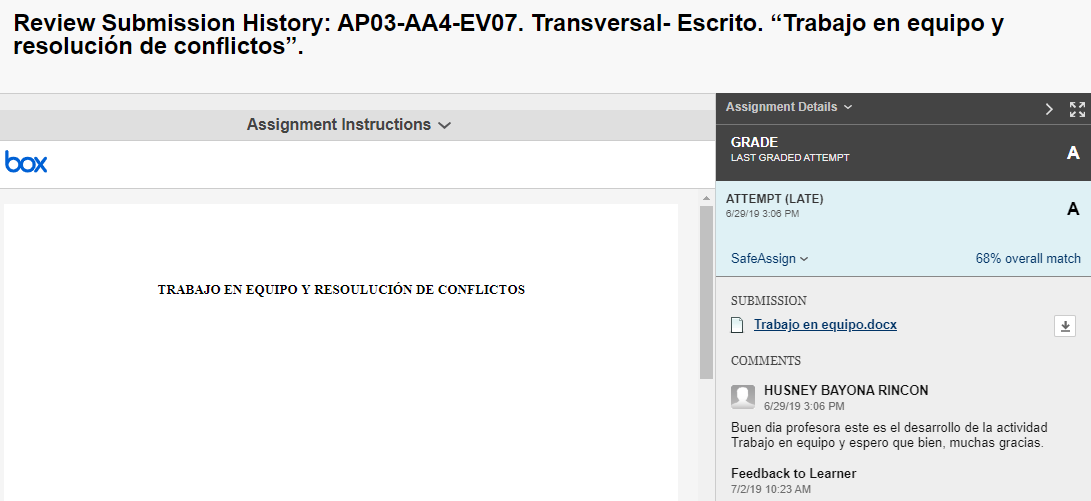 Review Submission History: AP03-AA4-EV07. Transversal- Escrito. “Trabajo en equipo y
resolución de conflictos”.
Assignment Instructions
box
TRABAJO EN EQUIPO Y RESOULUCIÓN DE CONFLICTOS
Assignment Details
GRADE
LAST GRADED ATTEMPT
A
ATTEMPT (LATE)
6/29/19 3:06 PM
A
SafeAssign
68% overall match
SUBMISSION
Trabajo en equipo.docx
COMMENTS
HUSNEY BAYONA RINCON
6/29/19 3:06 PM
Buen dia profesora este es el desarrollo de la actividad
Trabajo en equipo y espero que bien, muchas gracias.
Feedback to Learner
7/2/19 10:23 AM